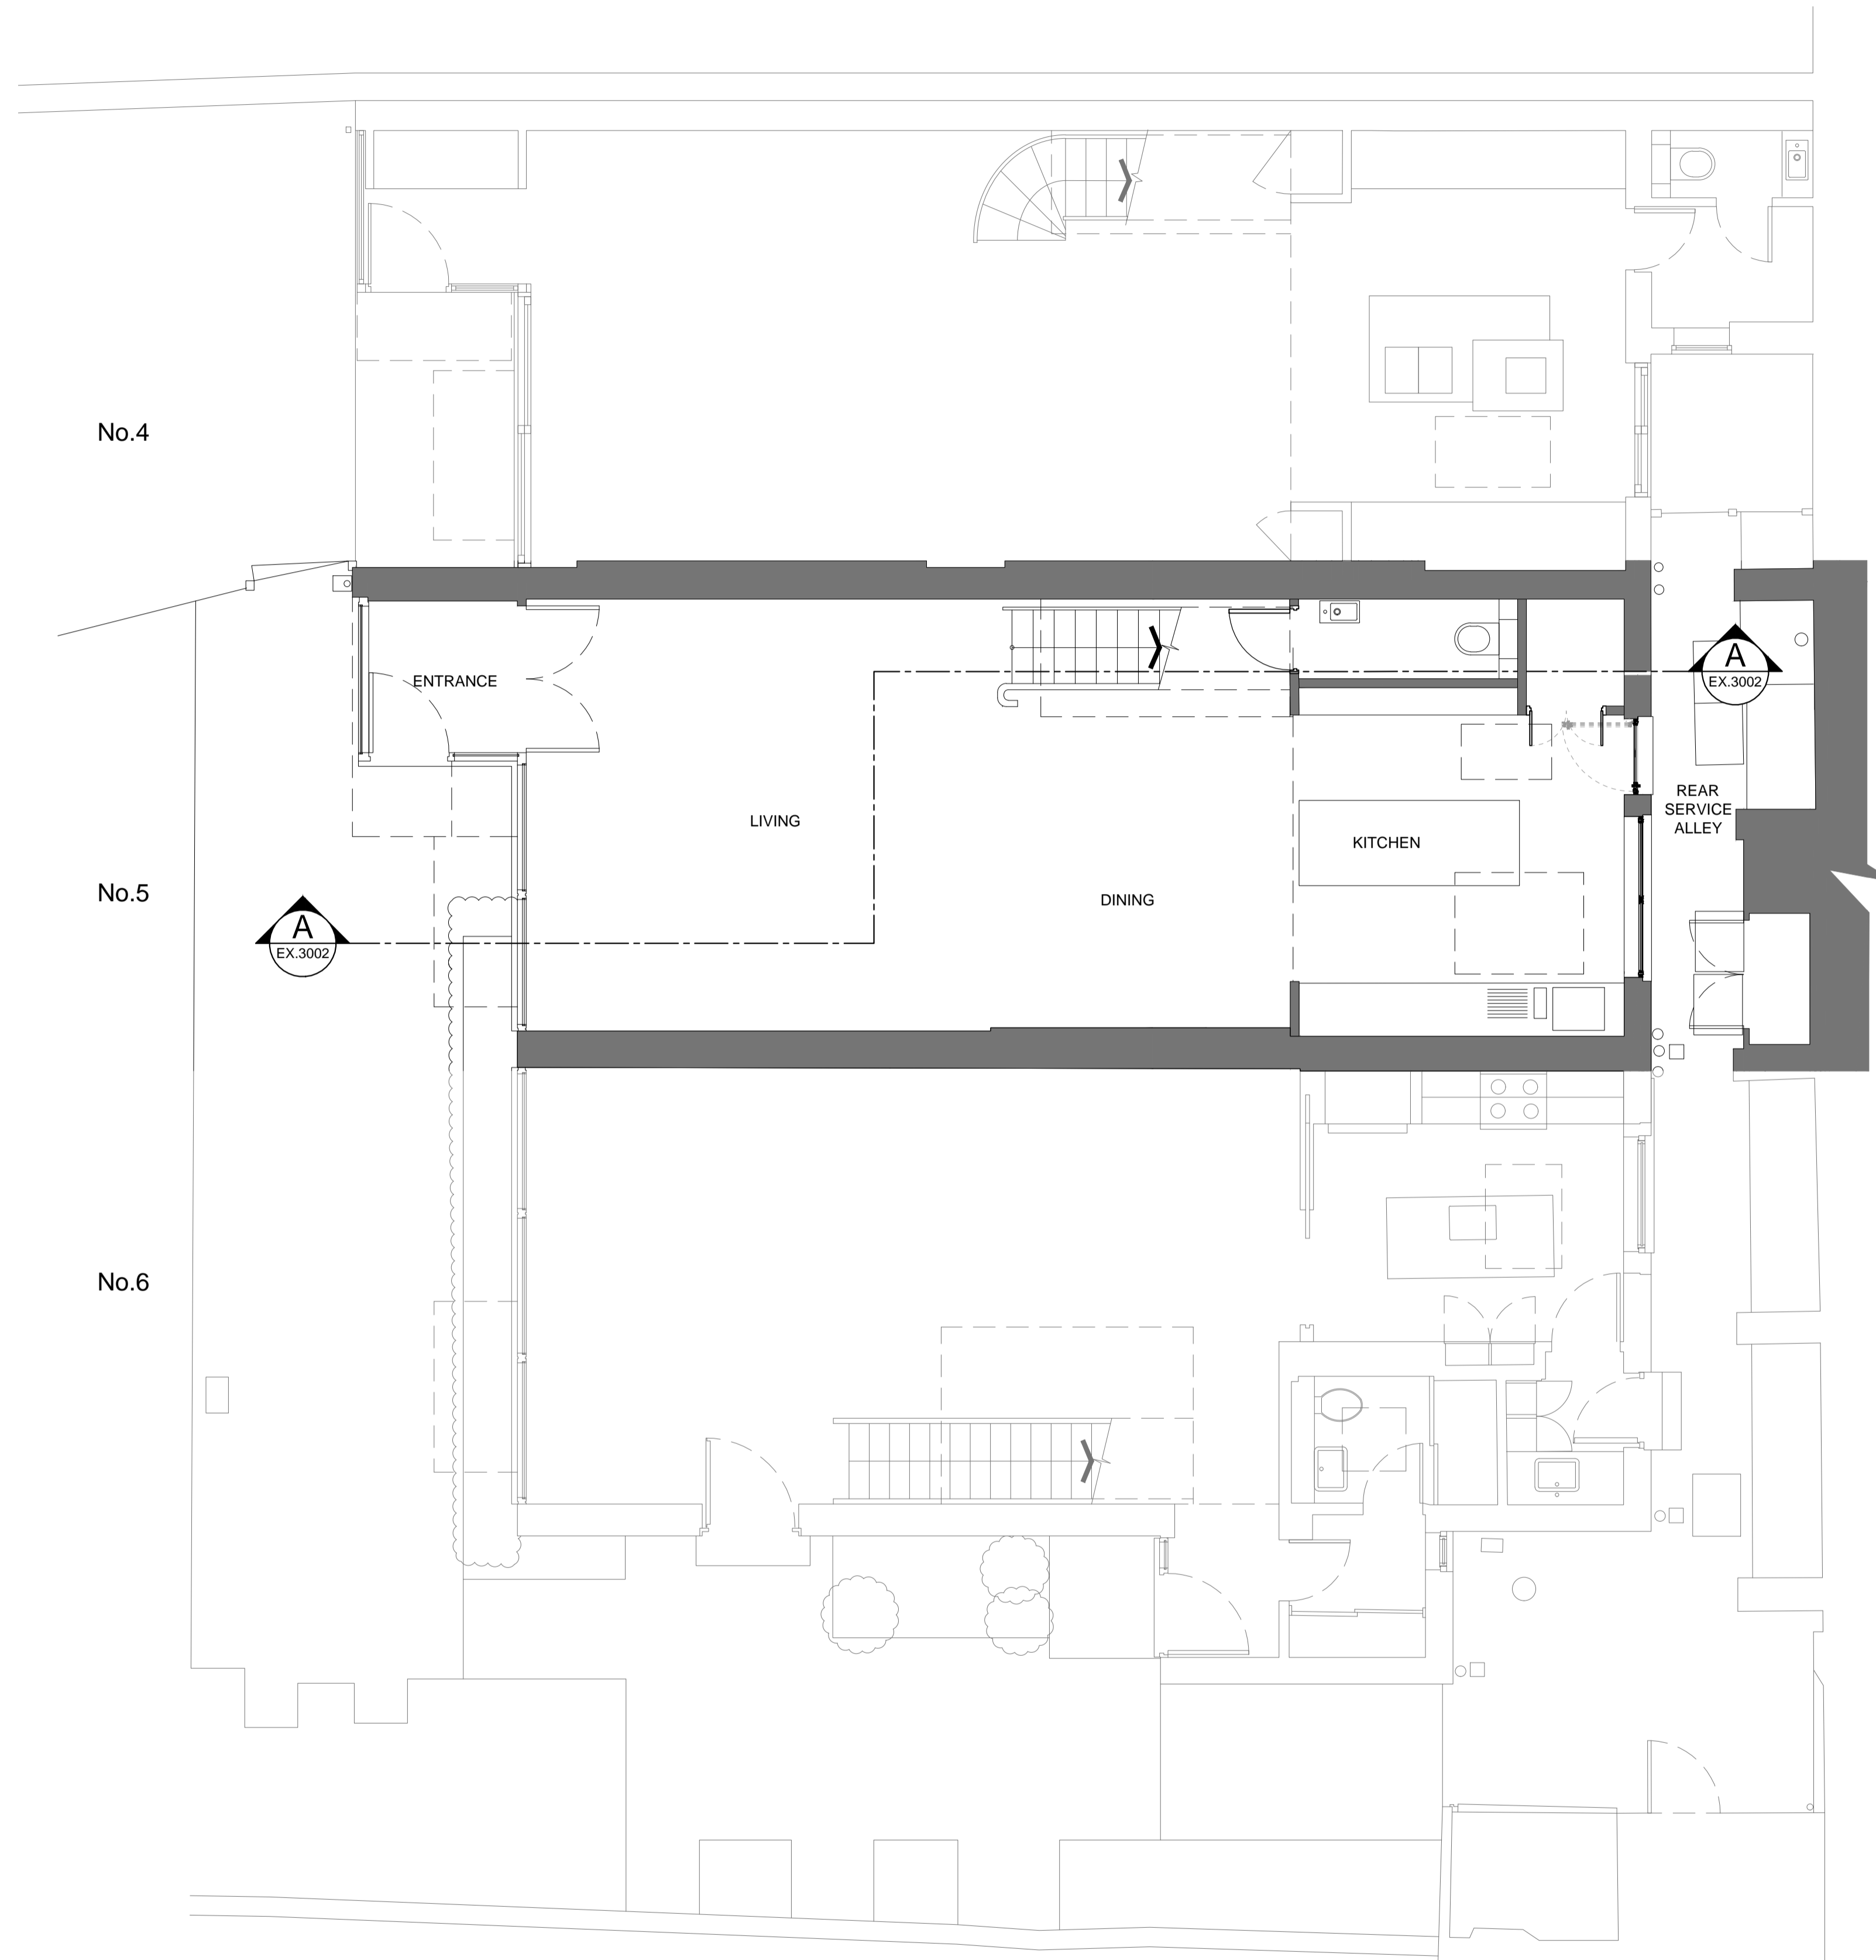 No.4
ENTRANCE
A
EX.3002
REAR
SERVICE
ALLEY
LIVING
KITCHEN
No.5
DINING
A
EX.3002
No.6